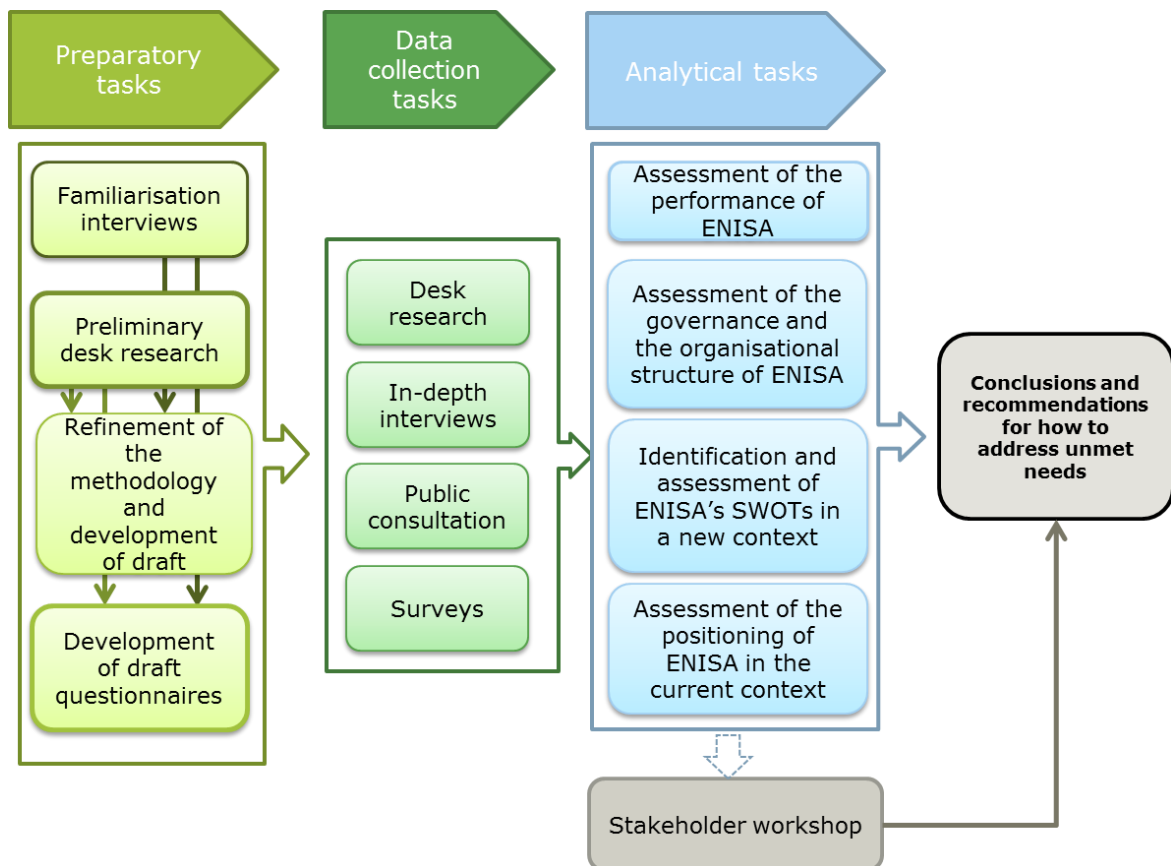 Preparatory
tasks
Data
collection
tasks
Analytical tasks
Familiarisation
interviews
Preliminary
desk research
Refinement of
the
methodology
and
development
of draft
Development
of draft
questionnaires
Desk
research
In-depth
interviews
Public
consultation
Surveys
Assessment of the
performance of
ENISA
Assessment of the
governance and
the organisational
structure of ENISA
Identification and
assessment of
ENISA’s SWOTs in
a new context
Assessment of the
positioning of
ENISA in the
current context
Stakeholder workshop
Conclusions and
recommendations
for how to
address unmet
needs